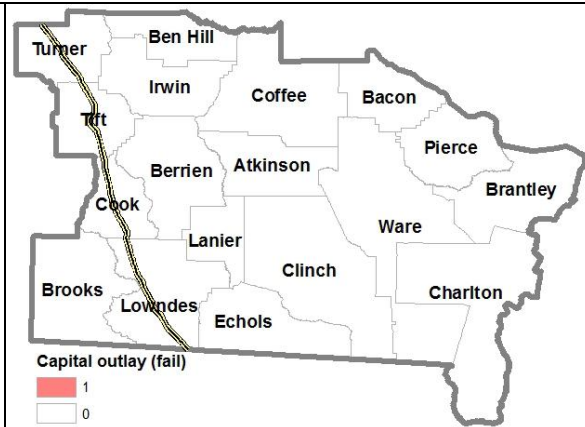 Turner
Ben Hill
Irwin
Coffee
Bacon
Tift
Pierce
Berrien
Atkinson
Brantley
Cook
Ware
Lanier
Clinch
Brooks
Charlton
Lowndes
Echols
Capital outlay (fail)
1
0